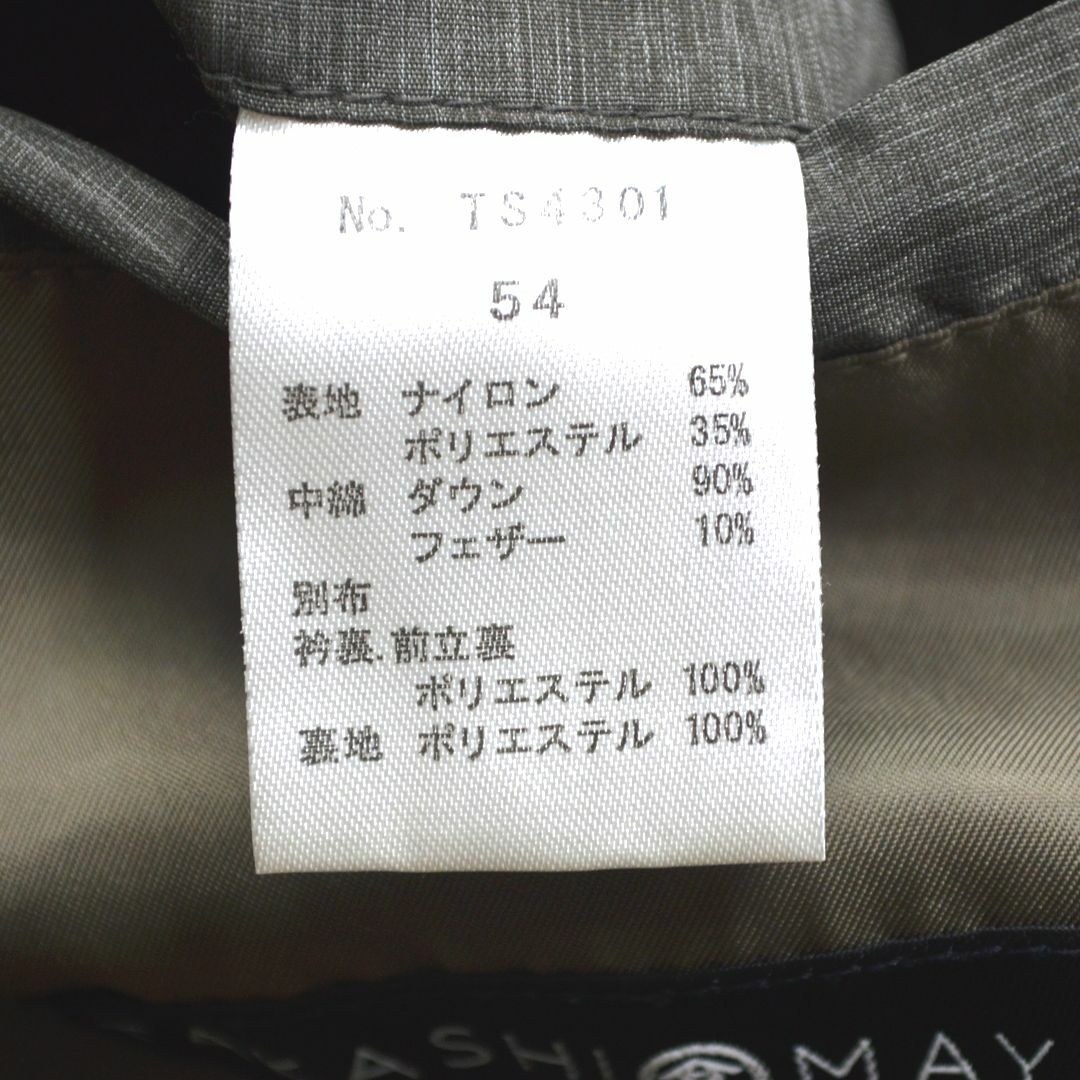 No. TS4301
54
表地 ナイロン 65%
ポリエステル 35%
中綿 ダウン 90%
フェザー 10%
別布
衿裏.前立裏
ポリエステル 100%
裏地 ポリエステル 100%